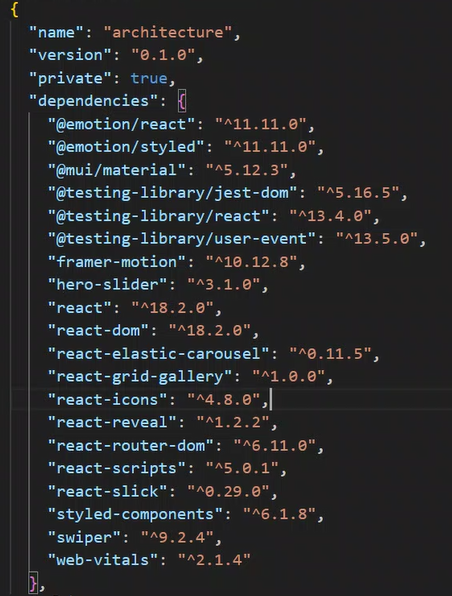 {
"name": "architecture",
"version": "0.1.0",
"private": true,
"dependencies": {
"@emotion/react": "^11.11.0",
"@emotion/styled": "^11.11.0",
"@mui/material": "^5.12.3",
"@testing-library/jest-dom": "^5.16.5",
"@testing-library/react": "^13.4.0",
"@testing-library/user-event": "^13.5.0",
"framer-motion": "^10.12.8",
"hero-slider": "^3.1.0",
"react": "^18.2.0",
"react-dom": "^18.2.0",
"react-elastic-carousel": "^0.11.5",
"react-grid-gallery": "^1.0.0",
"react-icons": "^4.8.0",
"react-reveal": "^1.2.2",
"react-router-dom": "^6.11.0",
"react-scripts": "^5.0.1",
"react-slick": "^0.29.0",
"styled-components": "^6.1.8",
"swiper": "^9.2.4",
"web-vitals": "^2.1.4"
},